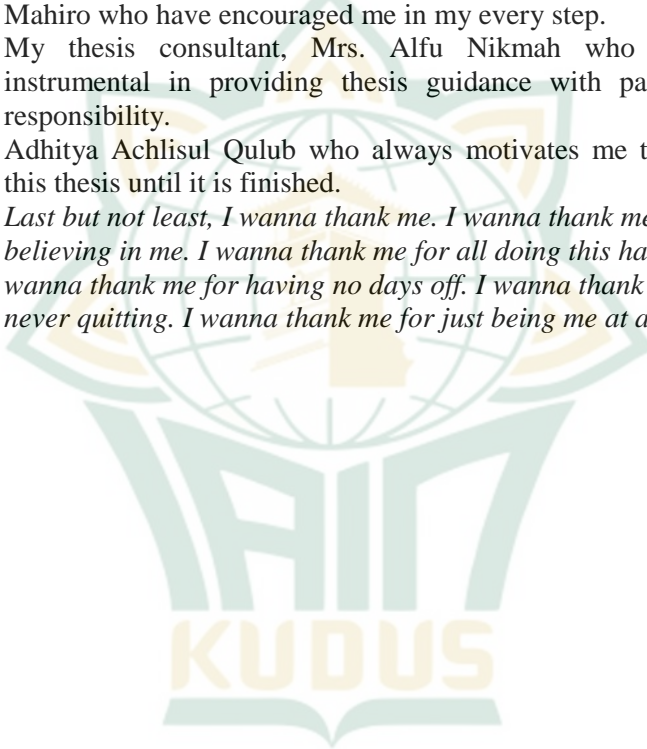 Mahiro who have encouraged me in my every step.
My thesis consultant, Mrs. Alfu Nikmah who
instrumental in providing thesis guidance with pa
responsibility.
Adhitya Achlisul Qulub who always motivates me t
this thesis until it is finished.
Last but not least, I wanna thank me. I wanna thank me
believing in me. I wanna thank me for all doing this ha
wanna thank me for having no days off. I wanna thank
never quitting. I wanna thank me for just being me at a
IAIN
KUDUS